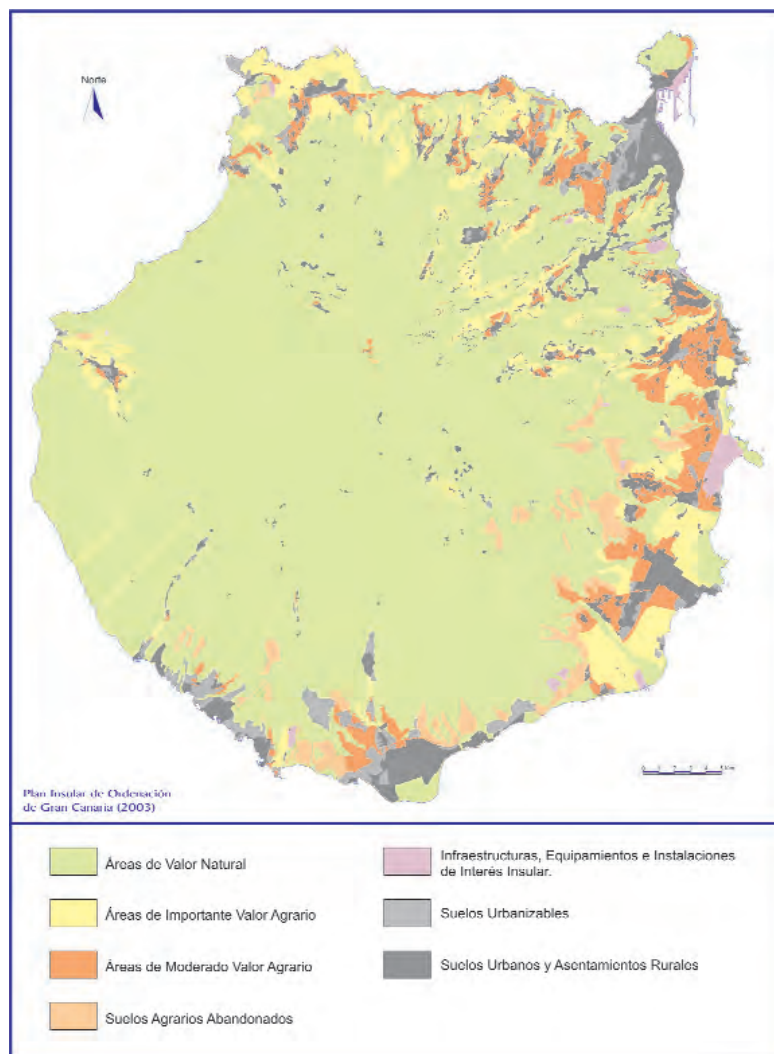 Norte
Plan Insular de Ordenación
de Gran Canaria (2003)
Áreas de Valor Natural
Áreas de Importante Valor Agrario
Áreas de Moderado Valor Agrario
Suelos Agrarios Abandonados
Infraestructuras, Equipamientos e Instalaciones
de Interés Insular.
Suelos Urbanizables
Suelos Urbanos y Asentamientos Rurales